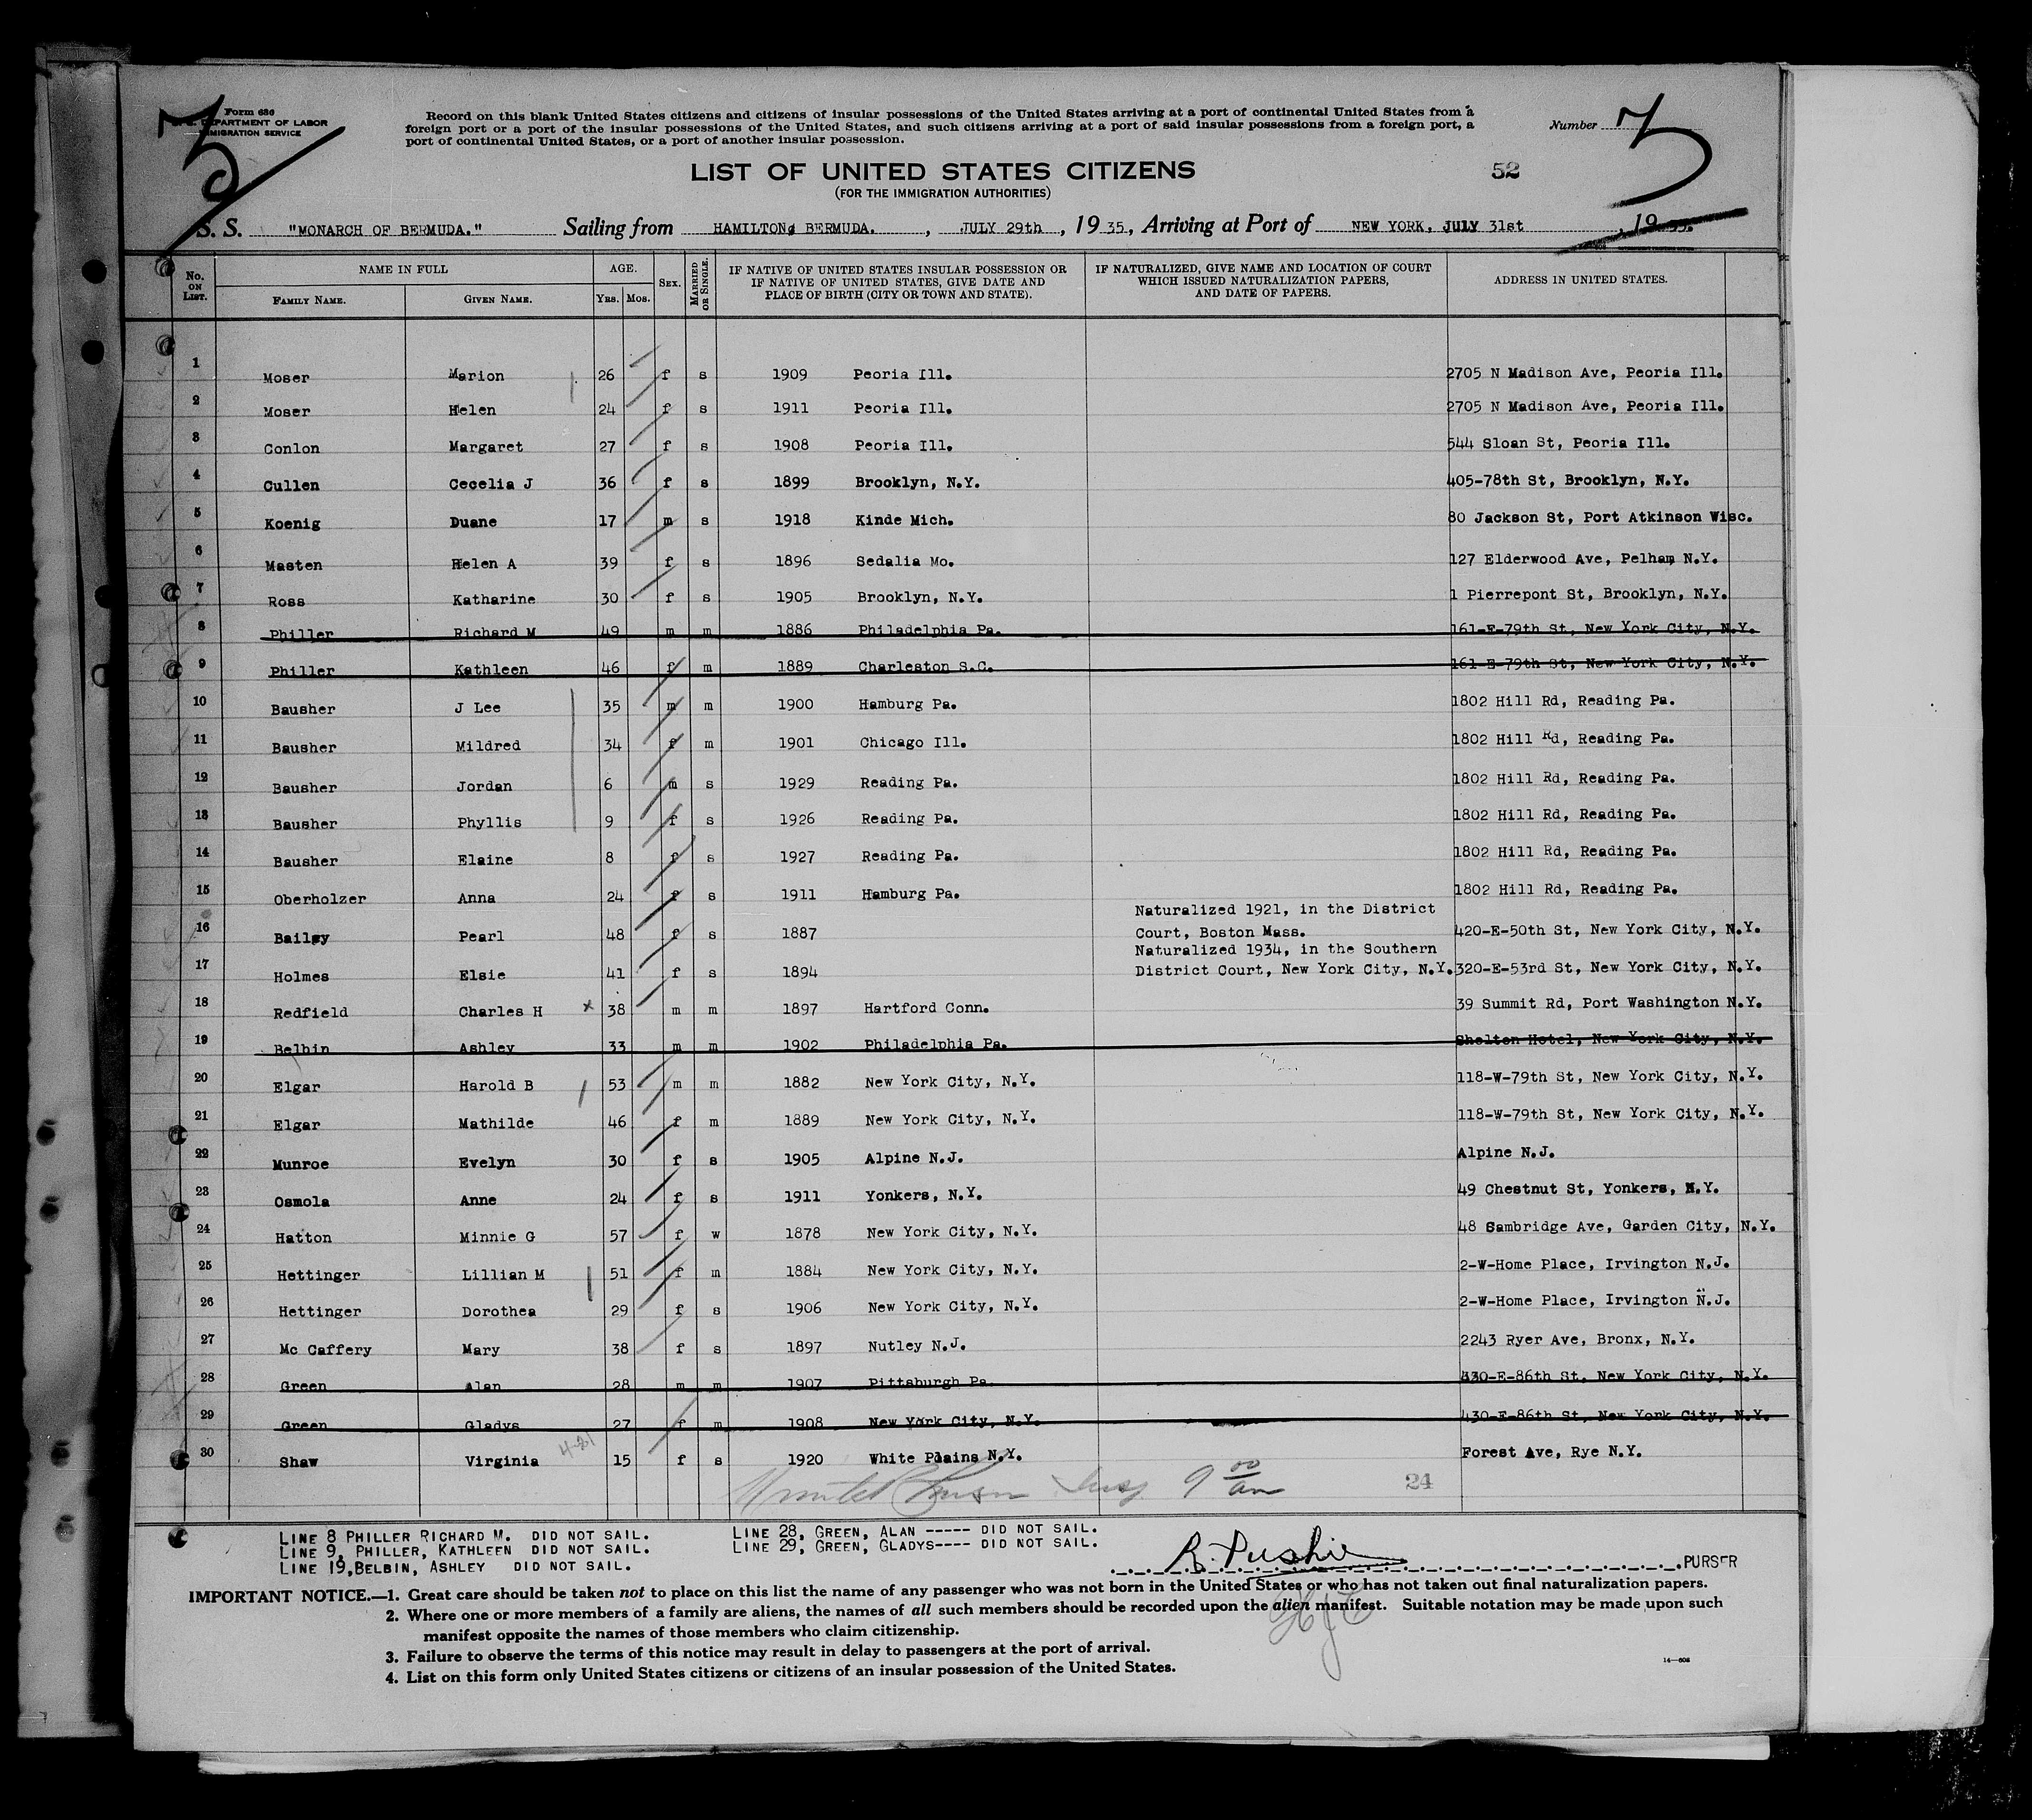 Form 630
DEPARTMENT OF LABOR
IMMIGRATION SERVICE
Record on this blank United States citizens and citizens of insular possessions of the United States arriving at a port of continental United States from a
foreign port or a port of the insular possessions of the United States, and such citizens arriving at a port of said insular possessions from a foreign port, a
port of continental United States, or a port of another insular possession.
Number 5
5
LIST OF UNITED STATES CITIZENS
52
(FOR THE IMMIGRATION AUTHORITIES)
S. S. "MONARCH OF BERMUDA." Sailing from HAMILTON, BERMUDA. , JULY 29th , 19 35, Arriving at Port of NEW YORK, JULY 31st , 19 35.
No. ON LIST. NAME IN FULL FAMILY NAME. GIVEN NAME. AGE. YRS. MOS. SEX. MARRIED OR SINGLE. IF NATIVE OF UNITED STATES INSULAR POSSESSION OR IF NATIVE OF UNITED STATES, GIVE DATE AND PLACE OF BIRTH (CITY OR TOWN AND STATE). IF NATURALIZED, GIVE NAME AND LOCATION OF COURT WHICH ISSUED NATURALIZATION PAPERS, AND DATE OF PAPERS. ADDRESS IN UNITED STATES.
1 Moser Marion 26 f s 1909 Peoria Ill. 2705 N Madison Ave, Peoria Ill.
2 Moser Helen 24 f s 1911 Peoria Ill. 2705 N Madison Ave, Peoria Ill.
3 Conlon Margaret 27 f s 1908 Peoria Ill. 544 Sloan St, Peoria Ill.
4 Cullen Cecelia J 36 f s 1899 Brooklyn, N.Y. 405-78th St, Brooklyn, N.Y.
5 Koenig Duane 17 m s 1918 Kinde Mich. 80 Jackson St, Port Atkinson Wisc.
6 Masten Helen A 39 f s 1896 Sedalia Mo. 127 Elderwood Ave, Pelham N.Y.
7 Ross Katharine 30 f s 1905 Brooklyn, N.Y. 1 Pierrepont St, Brooklyn, N.Y.
8 Philler Richard M 49 m m 1886 Philadelphia Pa. 161-E-79th St, New York City, N.Y.
9 Philler Kathleen 46 f m 1889 Charleston S.C. 161-E-79th St, New York City, N.Y.
10 Bausher J Lee 35 m m 1900 Hamburg Pa. 1802 Hill Rd, Reading Pa.
11 Bausher Mildred 34 f m 1901 Chicago Ill. 1802 Hill Rd, Reading Pa.
12 Bausher Jordan 6 m s 1929 Reading Pa. 1802 Hill Rd, Reading Pa.
13 Bausher Phyllis 9 f s 1926 Reading Pa. 1802 Hill Rd, Reading Pa.
14 Bausher Elaine 8 f s 1927 Reading Pa. 1802 Hill Rd, Reading Pa.
15 Oberholzer Anna 24 f s 1911 Hamburg Pa. 1802 Hill Rd, Reading Pa.
Naturalized 1921, in the District
16 Bailey Pearl 48 f s 1887 Court, Boston Mass. 420-E-50th St, New York City, N.Y.
Naturalized 1934, in the Southern
17 Holmes Elsie 41 f s 1894 District Court, New York City, N.Y. 320-E-53rd St, New York City, N.Y.
18 Redfield Charles H x 38 m m 1897 Hartford Conn. 39 Summit Rd, Port Washington N.Y.
19 Belbin Ashley 33 m m 1902 Philadelphia Pa. Shelton Hotel, New York City, N.Y.
20 Elgar Harold B 53 m m 1882 New York City, N.Y. 118-W-79th St, New York City, N.Y.
21 Elgar Mathilde 46 f m 1889 New York City, N.Y. 118-W-79th St, New York City, N.Y.
22 Munroe Evelyn 30 f s 1905 Alpine N.J. Alpine N.J.
23 Osmola Anne 24 f s 1911 Yonkers, N.Y. 49 Chestnut St, Yonkers, N.Y.
24 Hatton Minnie G 57 f w 1878 New York City, N.Y. 48 Cambridge Ave, Garden City, N.Y.
25 Hettinger Lillian M 51 f m 1884 New York City, N.Y. 2-W-Home Place, Irvington N.J.
26 Hettinger Dorothea 29 f s 1906 New York City, N.Y. 2-W-Home Place, Irvington N.J.
27 Mc Caffery Mary 38 f s 1897 Nutley N.J. 2243 Ryer Ave, Bronx, N.Y.
28 Green Alan 28 m m 1907 Pittsburgh Pa. 430-E-86th St, New York City, N.Y.
29 Green Gladys 27 f m 1908 New York City, N.Y. 430-E-86th St, New York City, N.Y.
30 Shaw Virginia 15 f s 1920 White Plains N.Y. Forest Ave, Rye N.Y.
9 00 am 24
LINE 8 PHILLER RICHARD M. DID NOT SAIL. LINE 28, GREEN, ALAN ----- DID NOT SAIL.
LINE 9, PHILLER, KATHLEEN DID NOT SAIL. LINE 29, GREEN, GLADYS---- DID NOT SAIL.
LINE 19,BELBIN, ASHLEY DID NOT SAIL. PURSER
IMPORTANT NOTICE.—1. Great care should be taken not to place on this list the name of any passenger who was not born in the United States or who has not taken out final naturalization papers.
2. Where one or more members of a family are aliens, the names of all such members should be recorded upon the alien manifest. Suitable notation may be made upon such
manifest opposite the names of those members who claim citizenship.
3. Failure to observe the terms of this notice may result in delay to passengers at the port of arrival.
4. List on this form only United States citizens or citizens of an insular possession of the United States.